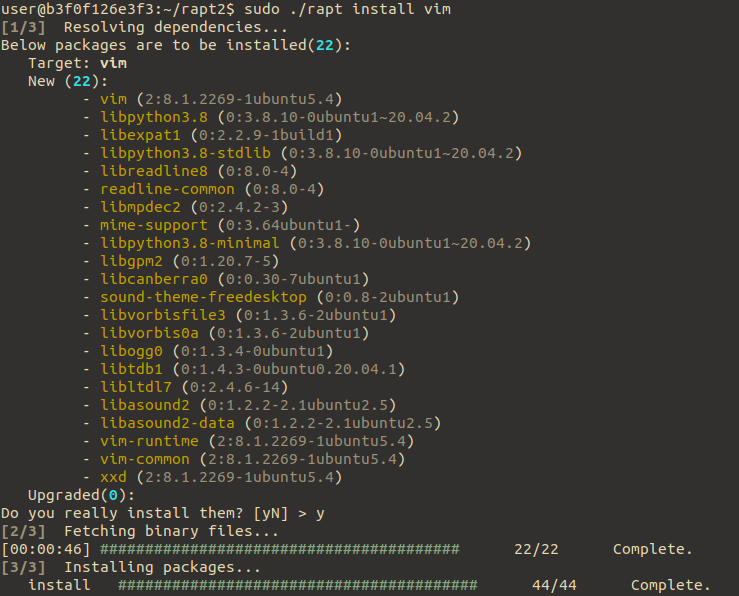 user@b3f0f126e3f3:~/rapt2$ sudo ./rapt install vim
[1/3]  Resolving dependencies...
Below packages are to be installed(22):
   Target: vim
   New (22):
         - vim (2:8.1.2269-1ubuntu5.4)
         - libpython3.8 (0:3.8.10-0ubuntu1~20.04.2)
         - libexpat1 (0:2.2.9-1build1)
         - libpython3.8-stdlib (0:3.8.10-0ubuntu1~20.04.2)
         - libreadline8 (0:8.0-4)
         - readline-common (0:8.0-4)
         - libmpdec2 (0:2.4.2-3)
         - mime-support (0:3.64ubuntu1-)
         - libpython3.8-minimal (0:3.8.10-0ubuntu1~20.04.2)
         - libgpm2 (0:1.20.7-5)
         - libcanberra0 (0:0.30-7ubuntu1)
         - sound-theme-freedesktop (0:0.8-2ubuntu1)
         - libvorbisfile3 (0:1.3.6-2ubuntu1)
         - libvorbis0a (0:1.3.6-2ubuntu1)
         - libogg0 (0:1.3.4-0ubuntu1)
         - libtdb1 (0:1.4.3-0ubuntu0.20.04.1)
         - libltdl7 (0:2.4.6-14)
         - libasound2 (0:1.2.2-2.1ubuntu2.5)
         - libasound2-data (0:1.2.2-2.1ubuntu2.5)
         - vim-runtime (2:8.1.2269-1ubuntu5.4)
         - vim-common (2:8.1.2269-1ubuntu5.4)
         - xxd (2:8.1.2269-1ubuntu5.4)
   Upgraded(0):
Do you really install them? [yN] > y
[2/3]  Fetching binary files...
[00:00:46] ########################################      22/22      Complete.
[3/3]  Installing packages...
   install   ########################################      44/44      Complete.